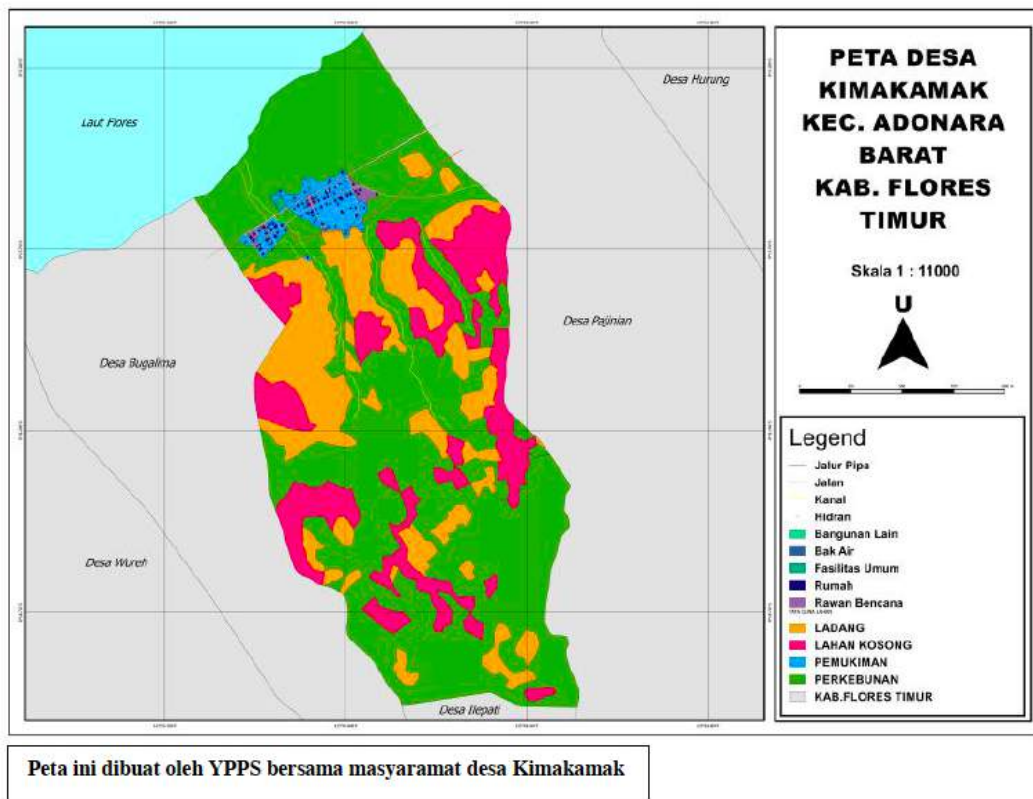 Laut Flores
Desa Hurung
Desa Pajinian
Desa Bugalima
Desa Wureh
Desa Ilepati
PETA DESA
KIMAKAMAK
KEC. ADONARA
BARAT
KAB. FLORES
TIMUR
Skala 1 : 11000
U
Legend
Jalur Pipa
Jalan
Kanal
Hidran
Bangunan Lain
Bak Air
Fasilitas Umum
Rumah
Rawan Bencana
LADANG
LAHAN KOSONG
PEMUKIMAN
PERKEBUNAN
KAB.FLORES TIMUR
Peta ini dibuat oleh YPPS bersama masyaramat desa Kimakamak